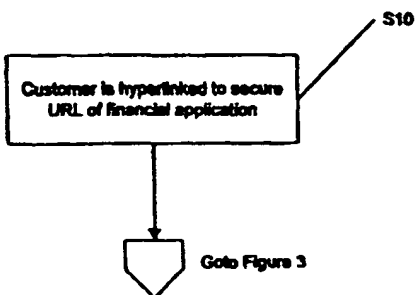 S10
Customer is hyperlinked to secure
URL of financial application
Goto Figure 3